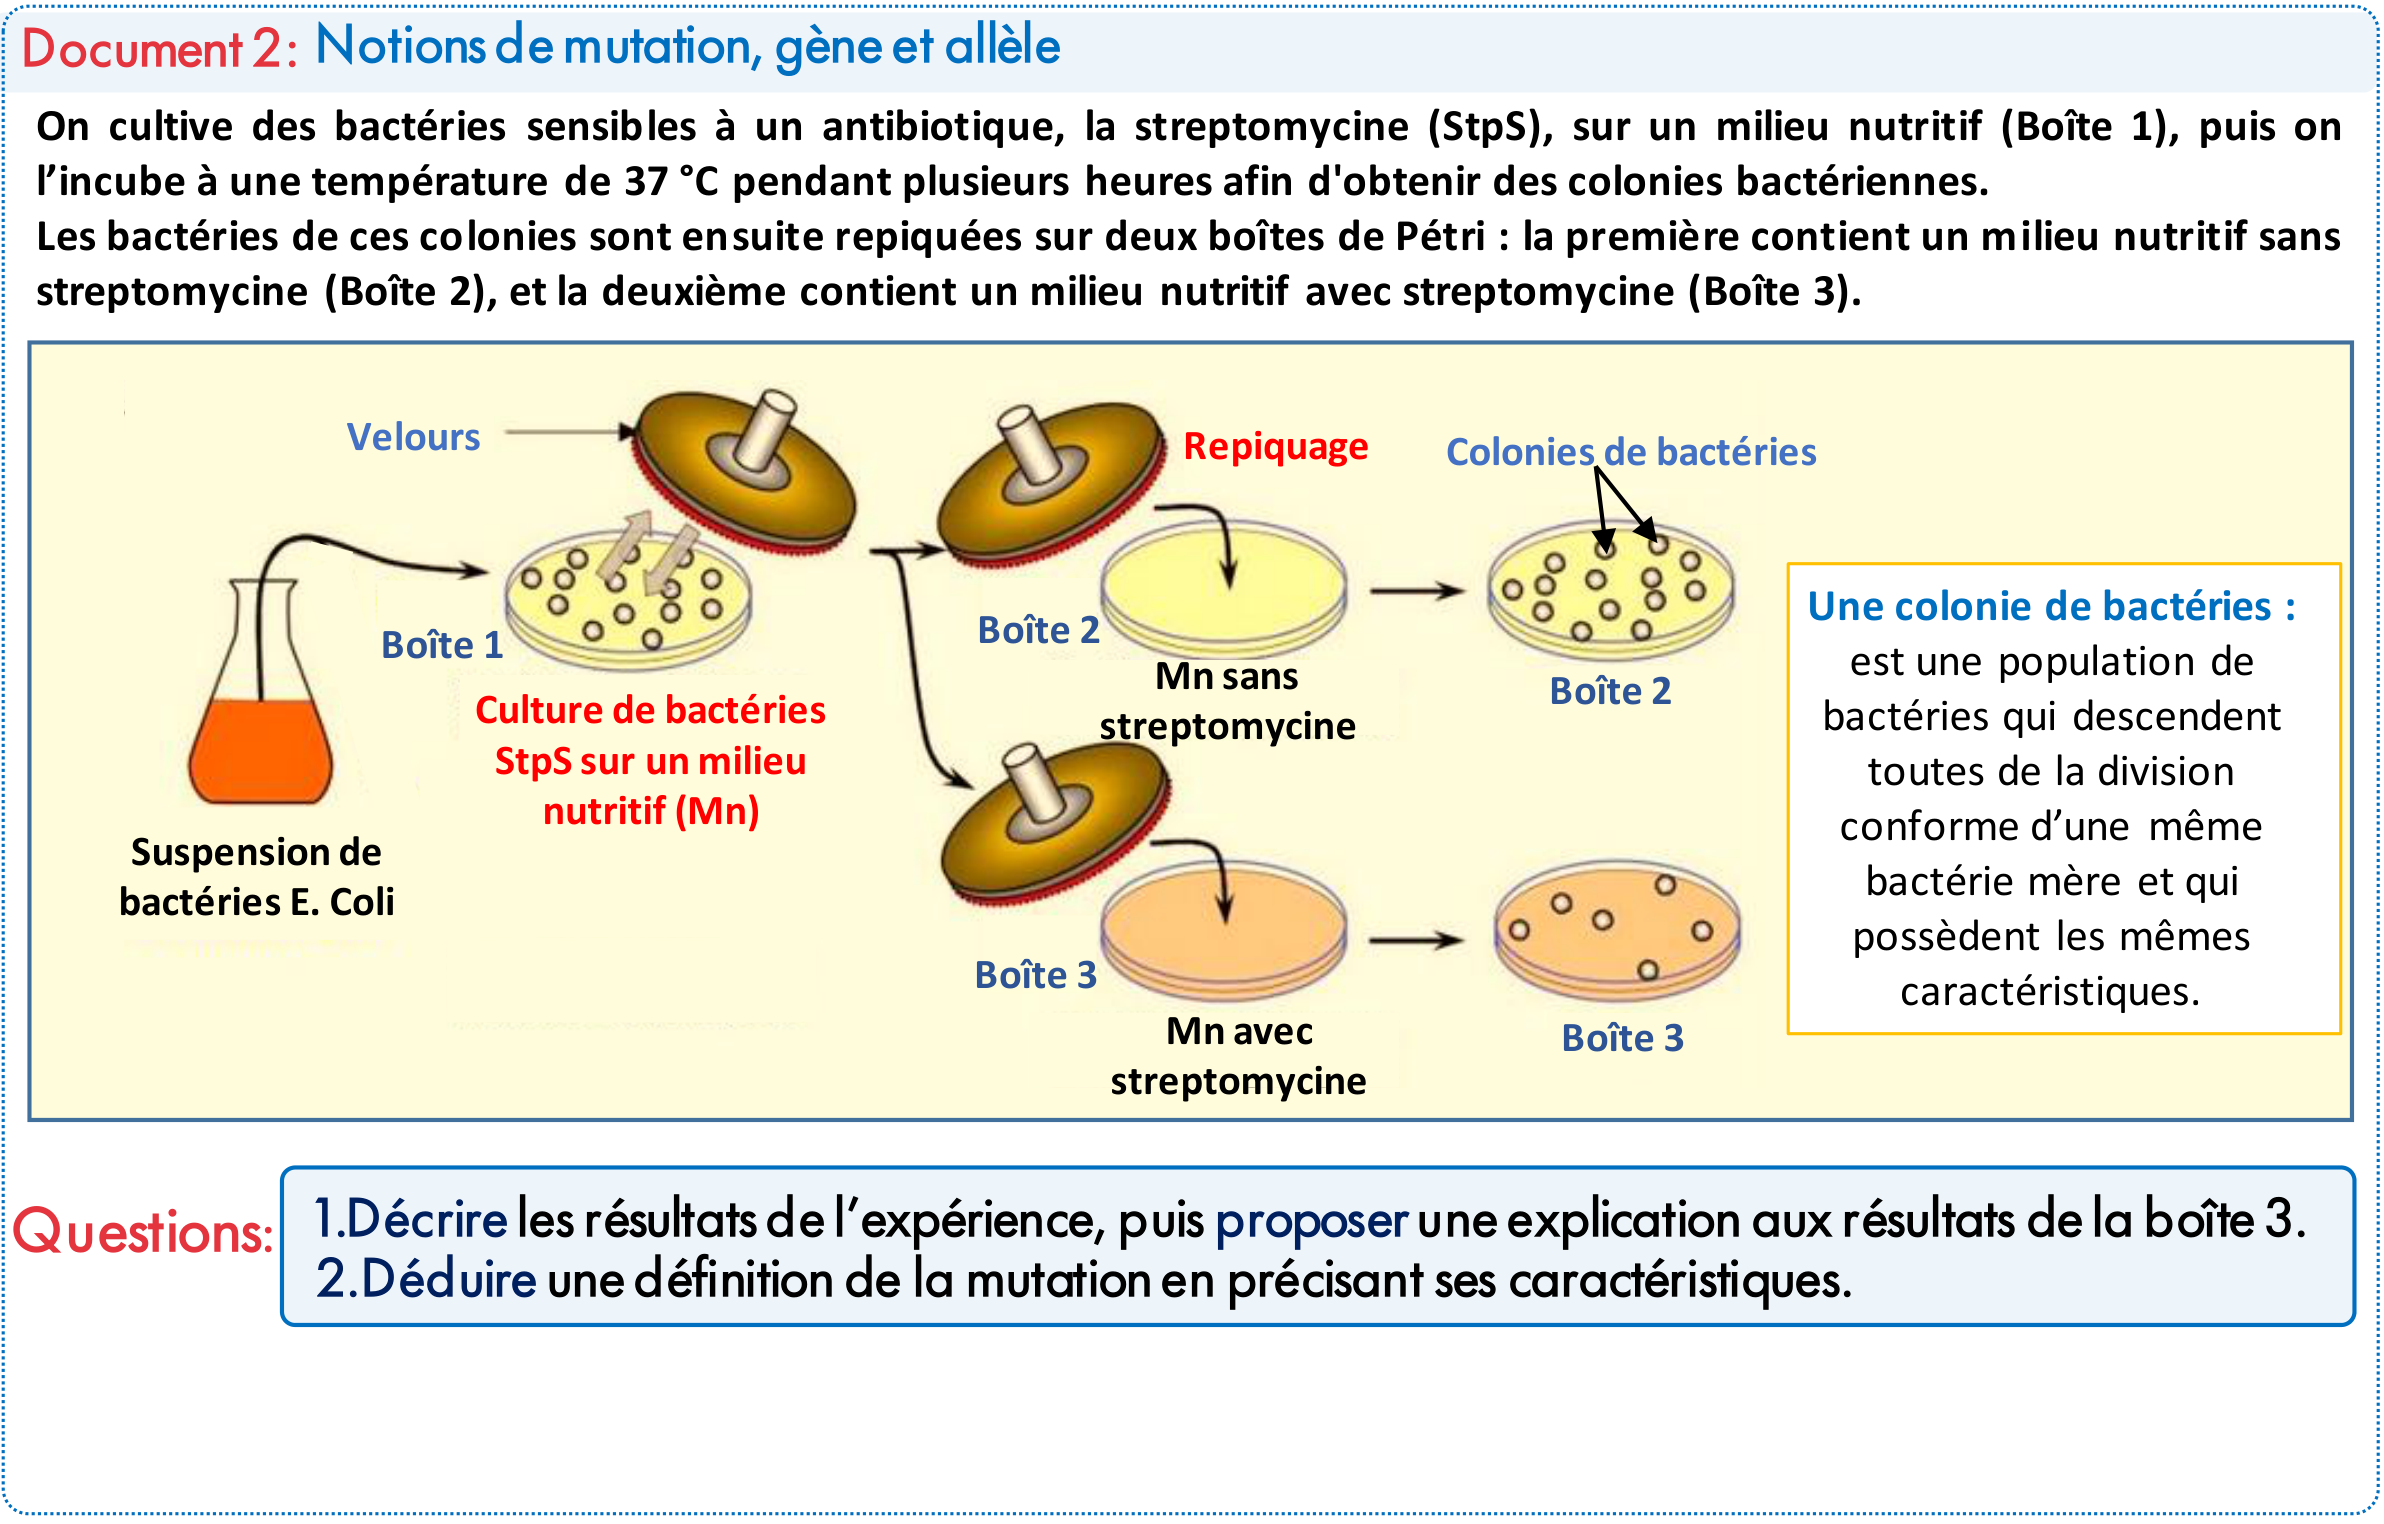 Document 2: Notions de mutation, gène et allèle
On cultive des bactéries sensibles à un antibiotique, la streptomycine (StpS), sur un milieu nutritif (Boîte 1), puis on
l’incube à une température de 37 °C pendant plusieurs heures afin d'obtenir des colonies bactériennes.
Les bactéries de ces colonies sont ensuite repiquées sur deux boîtes de Pétri : la première contient un milieu nutritif sans
streptomycine (Boîte 2), et la deuxième contient un milieu nutritif avec streptomycine (Boîte 3).
Velours
Repiquage
Colonies de bactéries
Boîte 1
Boîte 2
Mn sans
streptomycine
Boîte 2
Culture de bactéries
StpS sur un milieu
nutritif (Mn)
Suspension de
bactéries E. Coli
Boîte 3
Mn avec
streptomycine
Boîte 3
Une colonie de bactéries :
est une population de
bactéries qui descendent
toutes de la division
conforme d’une même
bactérie mère et qui
possèdent les mêmes
caractéristiques.
Questions:
1.Décrire les résultats de l’expérience, puis proposer une explication aux résultats de la boîte 3.
2.Déduire une définition de la mutation en précisant ses caractéristiques.